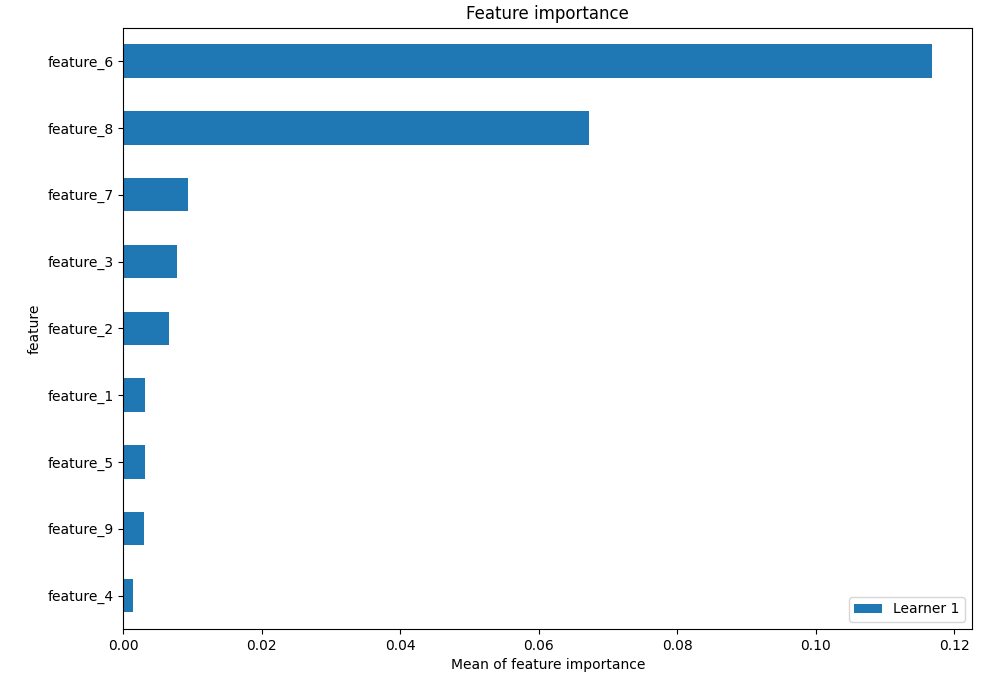 Feature importance
feature_6
feature_8
feature_7
feature_3
feature_2
feature_1
feature_5
feature_9
feature_4
feature
Learner 1
0.00 0.02 0.04 0.06 0.08 0.10 0.12
Mean of feature importance